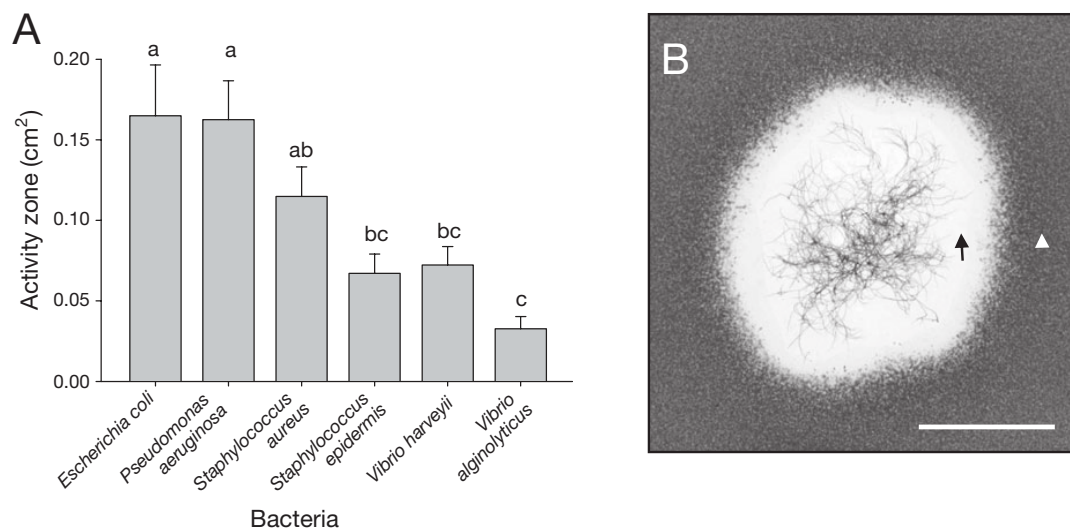 A
B
Activity zone (cm²)
0.20
0.15
0.10
0.05
0.00
a
a
ab
bc
bc
c
Escherichia coli
Pseudomonas
aeruginosa
Staphylococcus
aureus
Staphylococcus
epidermis
Vibrio harveyii
Vibrio
alginolyticus
Bacteria